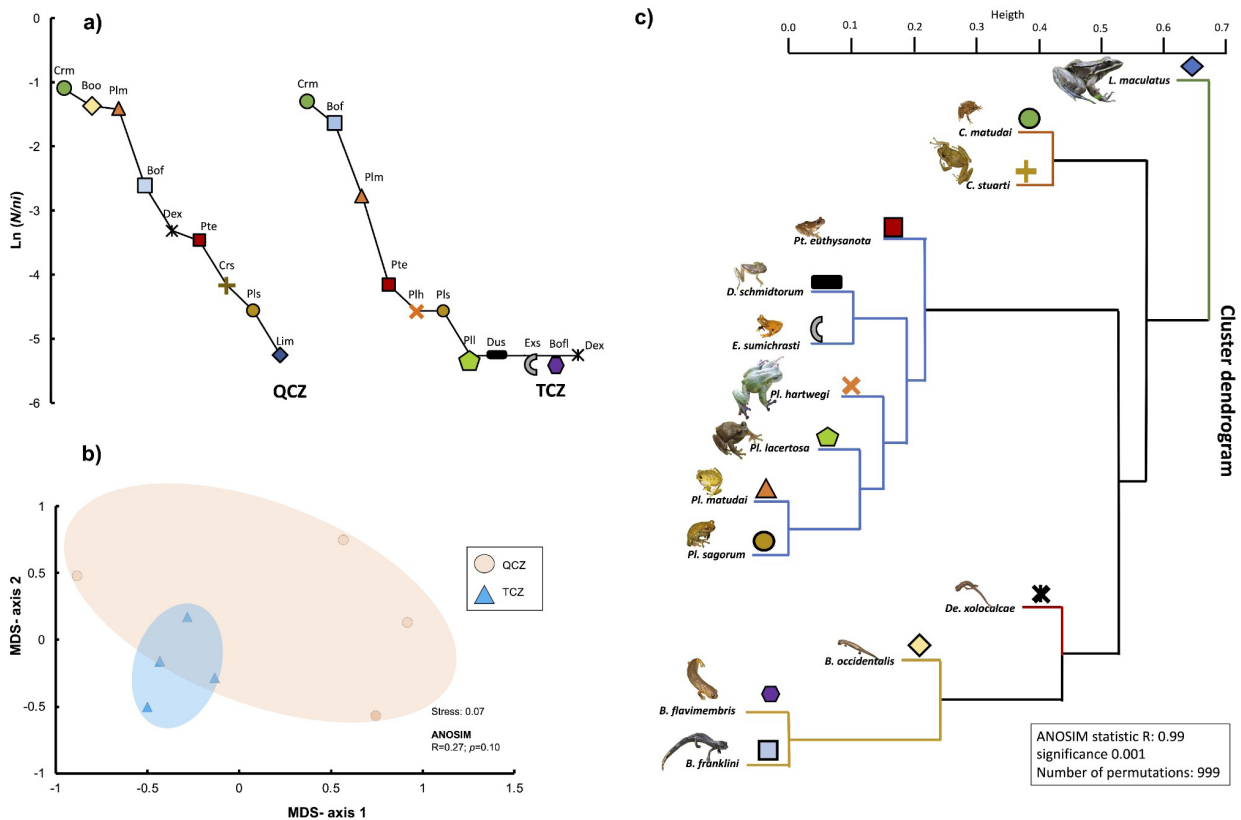 a)
Ln (N/ni)
0
-1
-2
-3
-4
-5
-6
Crm
Boo
Plm
Bof
Dex
Pte
Crs
Pls
Lim
QCZ
Crm
Bof
Plm
Pte
Plh
Pls
Pll
Dus
Exs
Bofl
Dex
TCZ
b)
MDS- axis 2
1
0.5
0
-0.5
-1
-1
-0.5
0
0.5
1
1.5
MDS- axis 1
QCZ
TCZ
Stress: 0.07
ANOSIM
R=0.27; p=0.10
c)
Heigth
0.0
0.1
0.2
0.3
0.4
0.5
0.6
0.7
L. maculatus
C. matudai
C. stuarti
Pt. euthysanota
D. schmidtorum
E. sumichrasti
Pl. hartwegi
Pl. lacertosa
Pl. matudai
Pl. sagorum
De. xolocalcae
B. occidentalis
B. flavimembris
B. franklini
Cluster dendrogram
ANOSIM statistic R: 0.99
significance 0.001
Number of permutations: 999